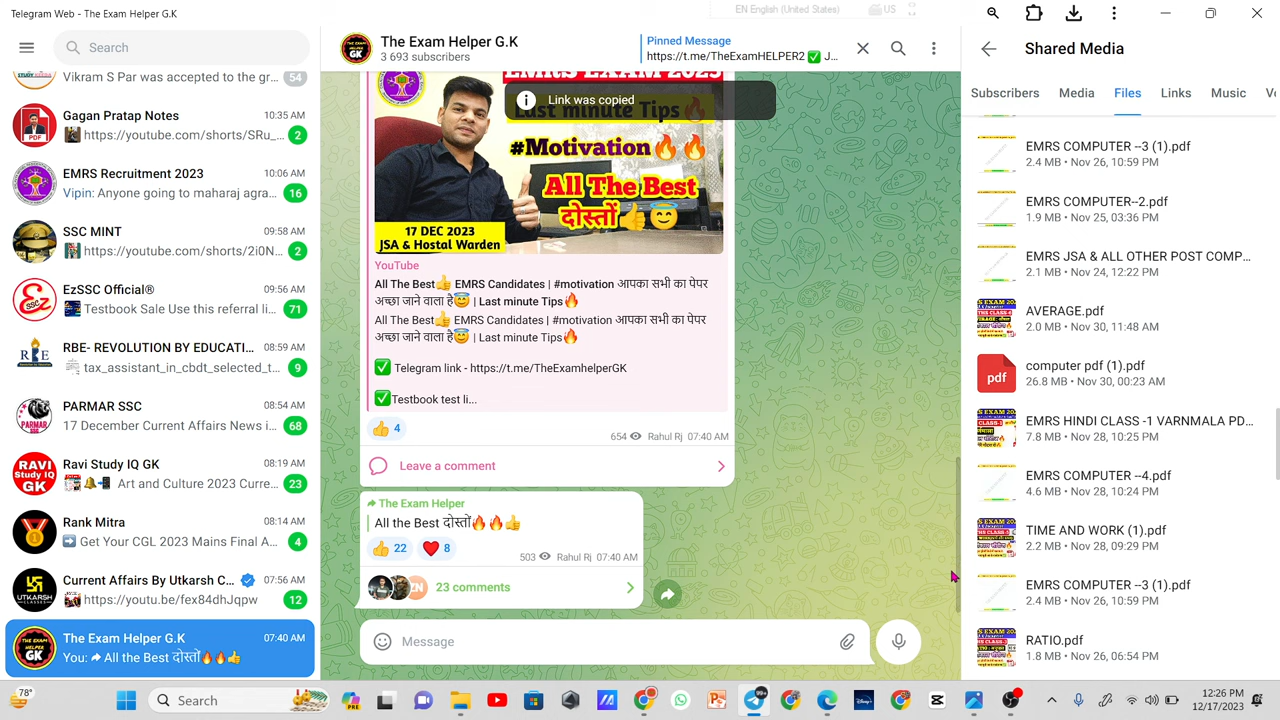 Telegram Web - The Exam Helper G.K
EN English (United States)
US
Search
Vikram S Par was accepted to the gr...
54
Gagan Pratap Notes
10:35 AM
https://youtube.com/shorts/SRu_...
2
EMRS Recruitment 2023
10:06 AM
Vipin: Anyone going to maharaj agra...
16
SSC MINT
09:58 AM
https://youtube.com/shorts/2i0N...
2
EzSSC Official®
09:56 AM
Testbook Sale Use this referral li...
71
RBE- REVOLUTION BY EDUCATI...
08:59 AM
tax_assistant_in_cbdt_selected_t...
9
PARMAR SSC
08:54 AM
17 December Current Affairs News i...
68
Ravi Study IQ GK
08:19 AM
Art and Culture 2023 Curre...
23
Rank Mitra
08:14 AM
Get Your CGL 2023 Mains Final A...
4
Current Affairs By Utkarsh C...
07:56 AM
https://youtu.be/fex84dhJqpw
12
The Exam Helper G.K
07:40 AM
You: All the Best दोस्तों🔥🔥👍
The Exam Helper G.K
3 693 subscribers
Pinned Message
https://t.me/TheExamHELPER2 ✅ J...
Link was copied
EMRS EXAM 2023
Last minute Tips🔥
#Motivation🔥🔥
All The Best
दोस्तों👍😇
17 DEC 2023
JSA & Hostal Warden
YouTube
All The Best👍 EMRS Candidates | #motivation आपका सभी का पेपर
अच्छा जाने वाला है😇 | Last minute Tips🔥
All The Best👍 EMRS Candidates | #motivation आपका सभी का पेपर
अच्छा जाने वाला है😇 | Last minute Tips🔥
✅ Telegram link - https://t.me/TheExamhelperGK
✅Testbook test li...
👍 4
654 Rahul Rj 07:40 AM
Leave a comment
The Exam Helper
All the Best दोस्तों🔥🔥👍
👍 22 ❤ 8
503 Rahul Rj 07:40 AM
23 comments
Message
Shared Media
Subscribers Media Files Links Music
EMRS COMPUTER --3 (1).pdf
2.4 MB • Nov 26, 10:59 PM
EMRS COMPUTER--2.pdf
1.9 MB • Nov 25, 03:36 PM
EMRS JSA & ALL OTHER POST COMP...
2.1 MB • Nov 24, 12:22 PM
AVERAGE.pdf
2.0 MB • Nov 30, 11:48 AM
pdf
computer pdf (1).pdf
26.8 MB • Nov 30, 00:23 AM
EMRS HINDI CLASS -1 VARNMALA PD...
7.8 MB • Nov 28, 10:25 PM
EMRS COMPUTER --4.pdf
4.6 MB • Nov 28, 10:24 PM
TIME AND WORK (1).pdf
2.2 MB • Nov 28, 09:29 PM
EMRS COMPUTER --3 (1).pdf
2.4 MB • Nov 26, 10:59 PM
RATIO.pdf
1.8 MB • Nov 26, 06:54 PM
78°
Search
99+
12:26 PM
12/17/2023